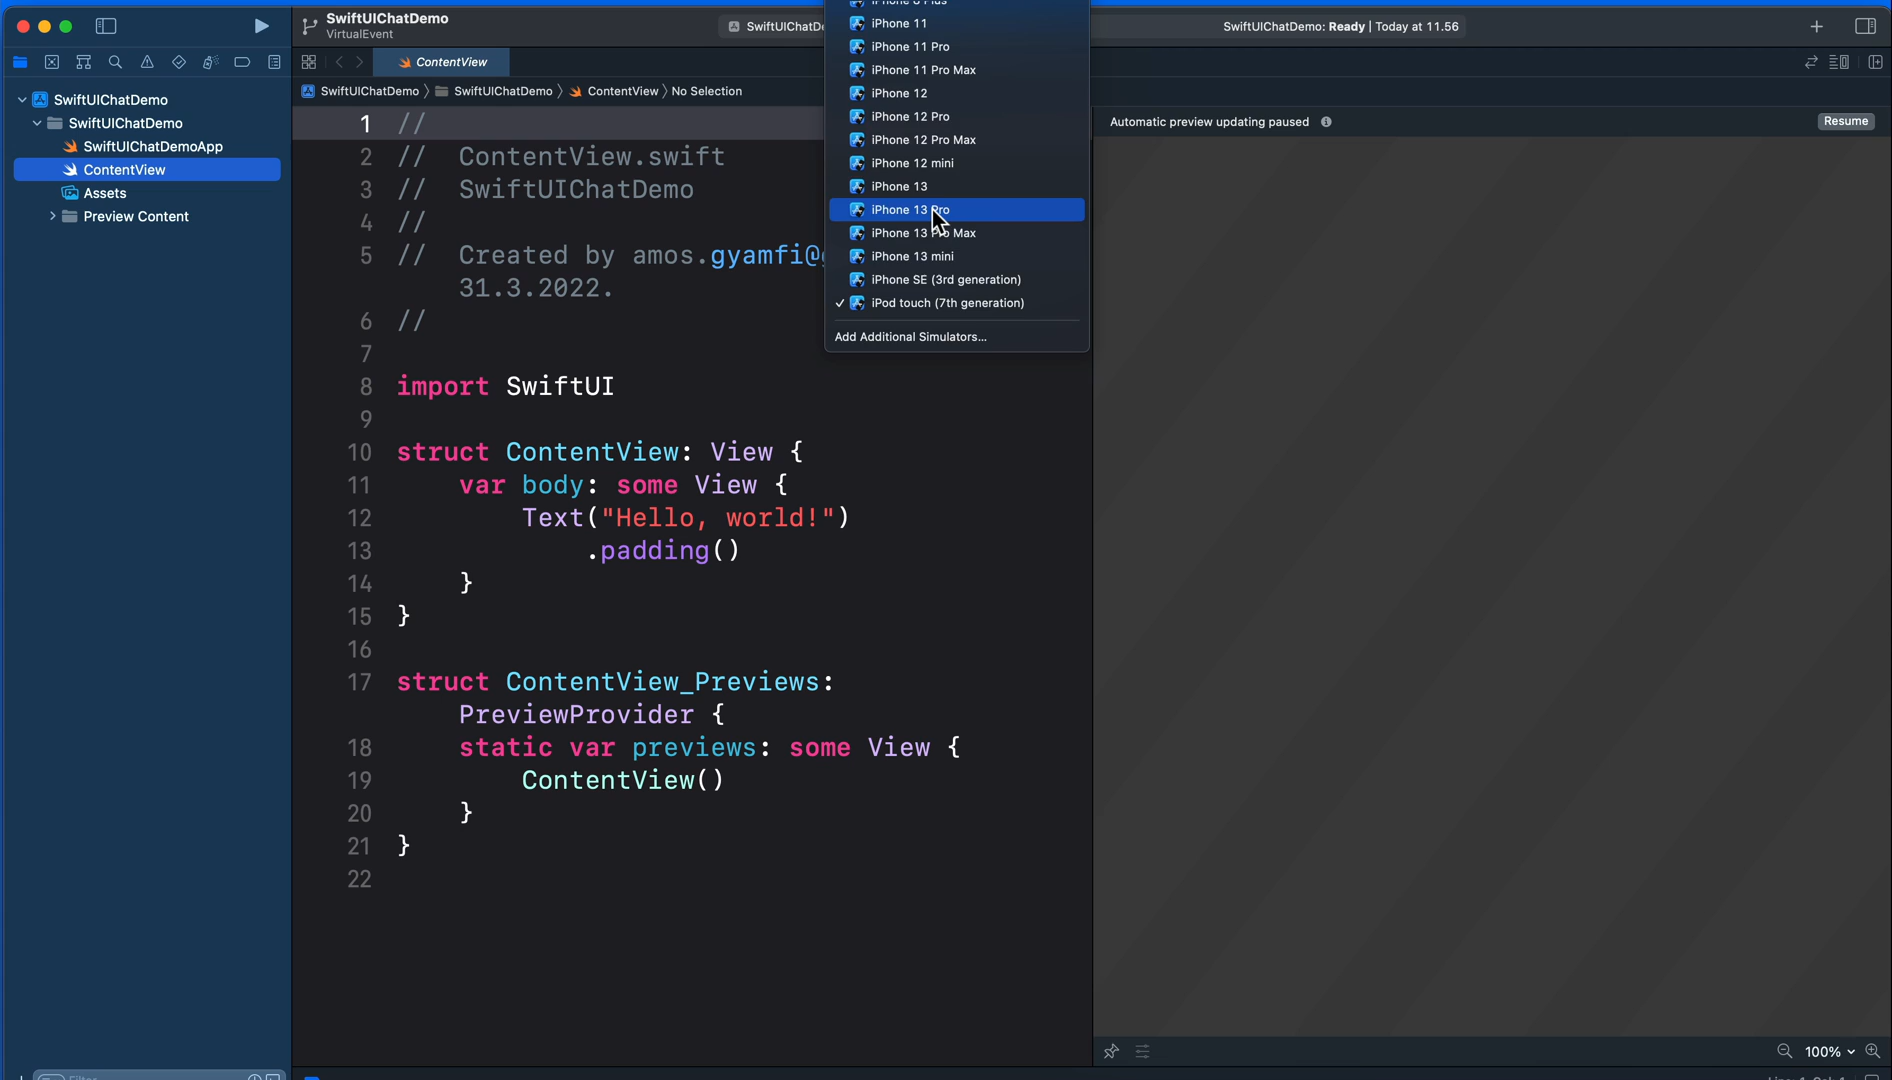 SwiftUIChatDemo
VirtualEvent
SwiftUIChatDe
SwiftUIChatDemo: Ready | Today at 11.56
ContentView
SwiftUIChatDemo
SwiftUIChatDemo
SwiftUIChatDemoApp
ContentView
Assets
Preview Content
SwiftUIChatDemo 〉 SwiftUIChatDemo 〉 ContentView 〉 No Selection
1 //
2 // ContentView.swift
3 // SwiftUIChatDemo
4 //
5 // Created by amos.gyamfi@
31.3.2022.
6 //
7
8 import SwiftUI
9
10 struct ContentView: View {
11 var body: some View {
12 Text("Hello, world!")
13 .padding()
14 }
15 }
16
17 struct ContentView_Previews:
PreviewProvider {
18 static var previews: some View {
19 ContentView()
20 }
21 }
22
iPhone 8 Plus
iPhone 11
iPhone 11 Pro
iPhone 11 Pro Max
iPhone 12
iPhone 12 Pro
iPhone 12 Pro Max
iPhone 12 mini
iPhone 13
iPhone 13 Pro
iPhone 13 Pro Max
iPhone 13 mini
iPhone SE (3rd generation)
iPod touch (7th generation)
Add Additional Simulators...
Automatic preview updating paused
Resume
100%